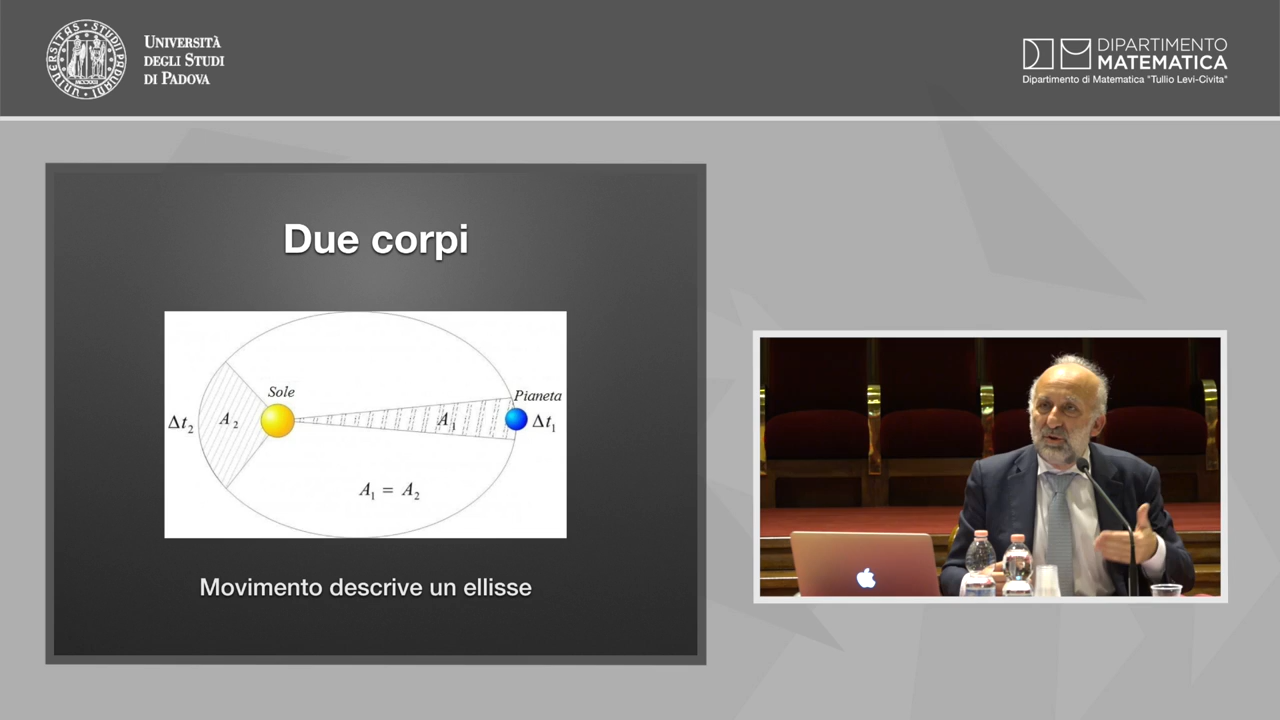 UNIVERSITÀ
DEGLI STUDI
DI PADOVA
DIPARTIMENTO
MATEMATICA
Dipartimento di Matematica "Tullio Levi-Civita"
Due corpi
Sole
Pianeta
Δt₂
A₂
A₁
Δt₁
A₁ = A₂
Movimento descrive un ellisse